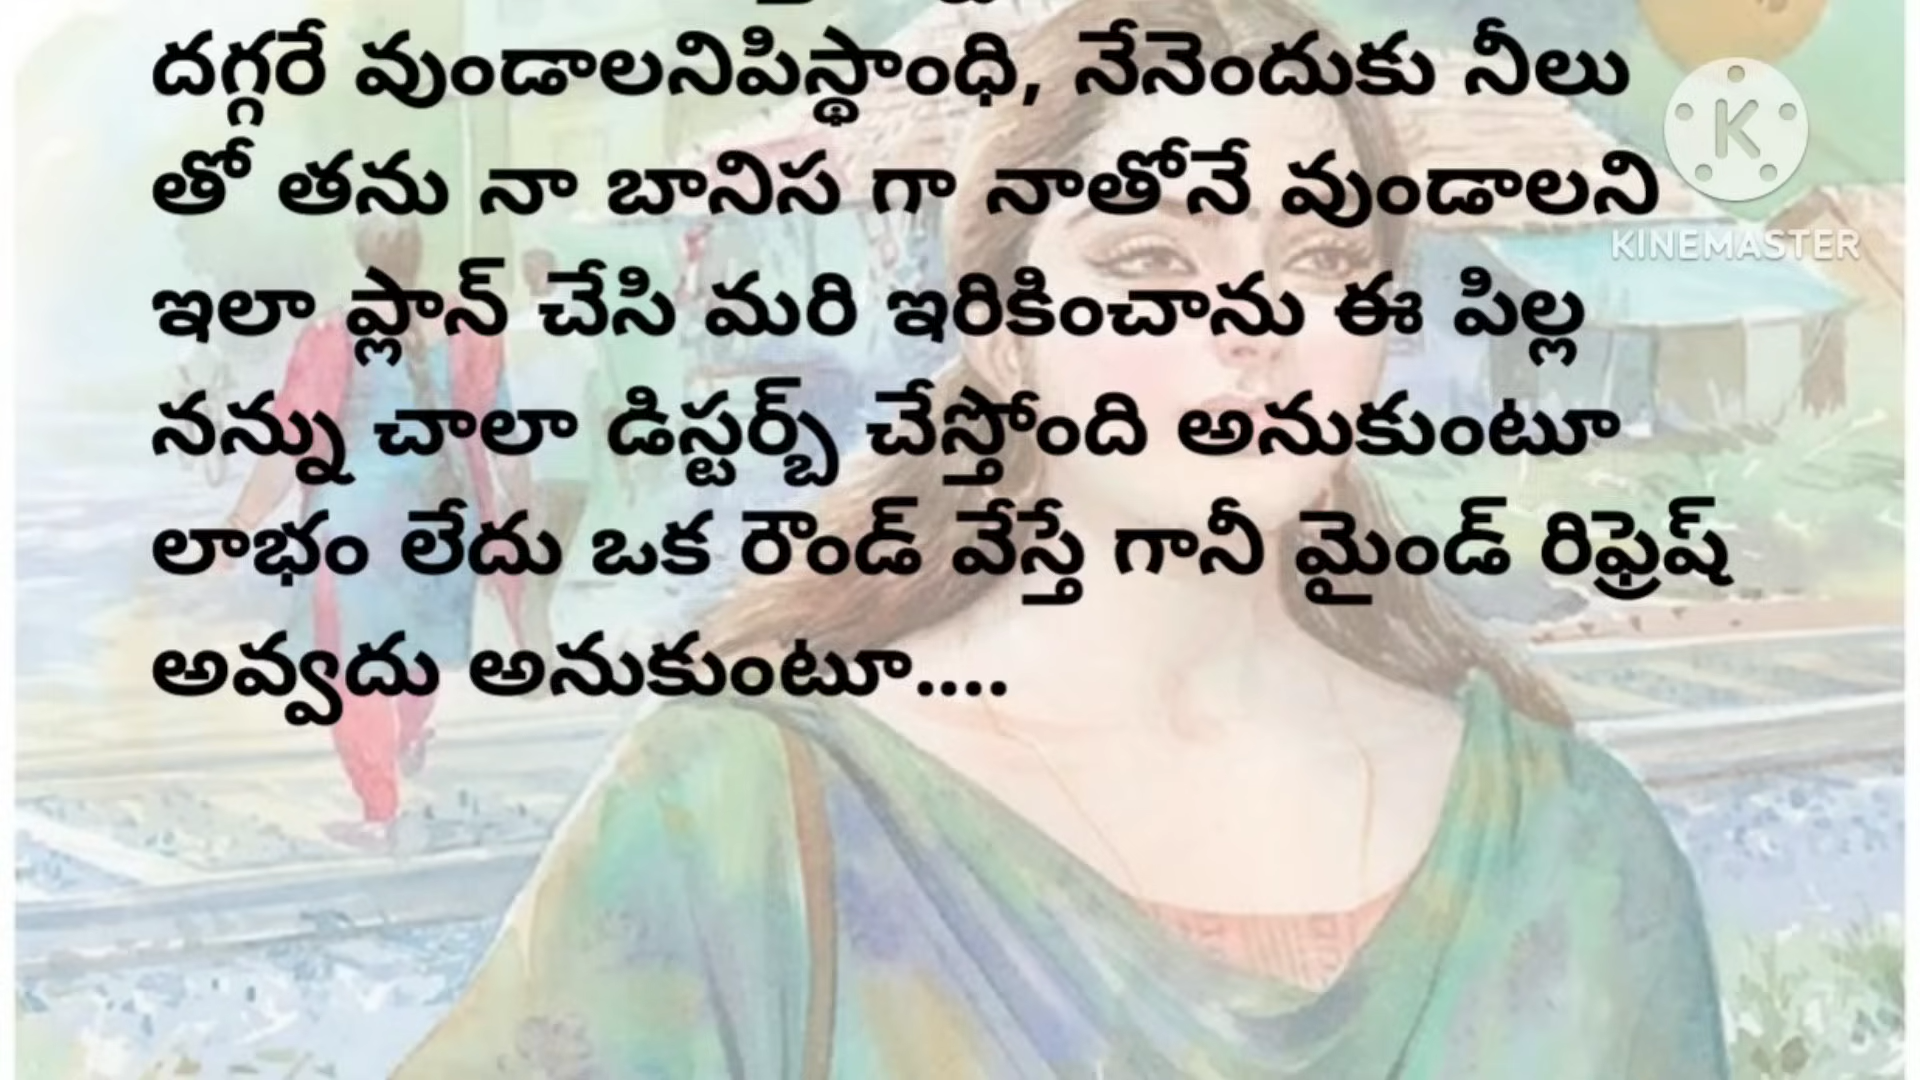 దగ్గరే వుండాలనిపిస్థాంధి, నేనెందుకు నీలు
తో తను నా బానిస గా నాతోనే వుండాలని
ఇలా ప్లాన్ చేసి మరి ఇరికించాను ఈ పిల్ల
నన్ను చాలా డిస్టర్బ్ చేస్తోంది అనుకుంటూ
లాభం లేదు ఒక రౌండ్ వేస్తే గానీ మైండ్ రిఫ్రెష్
అవ్వదు అనుకుంటూ....
K
KINEMASTER